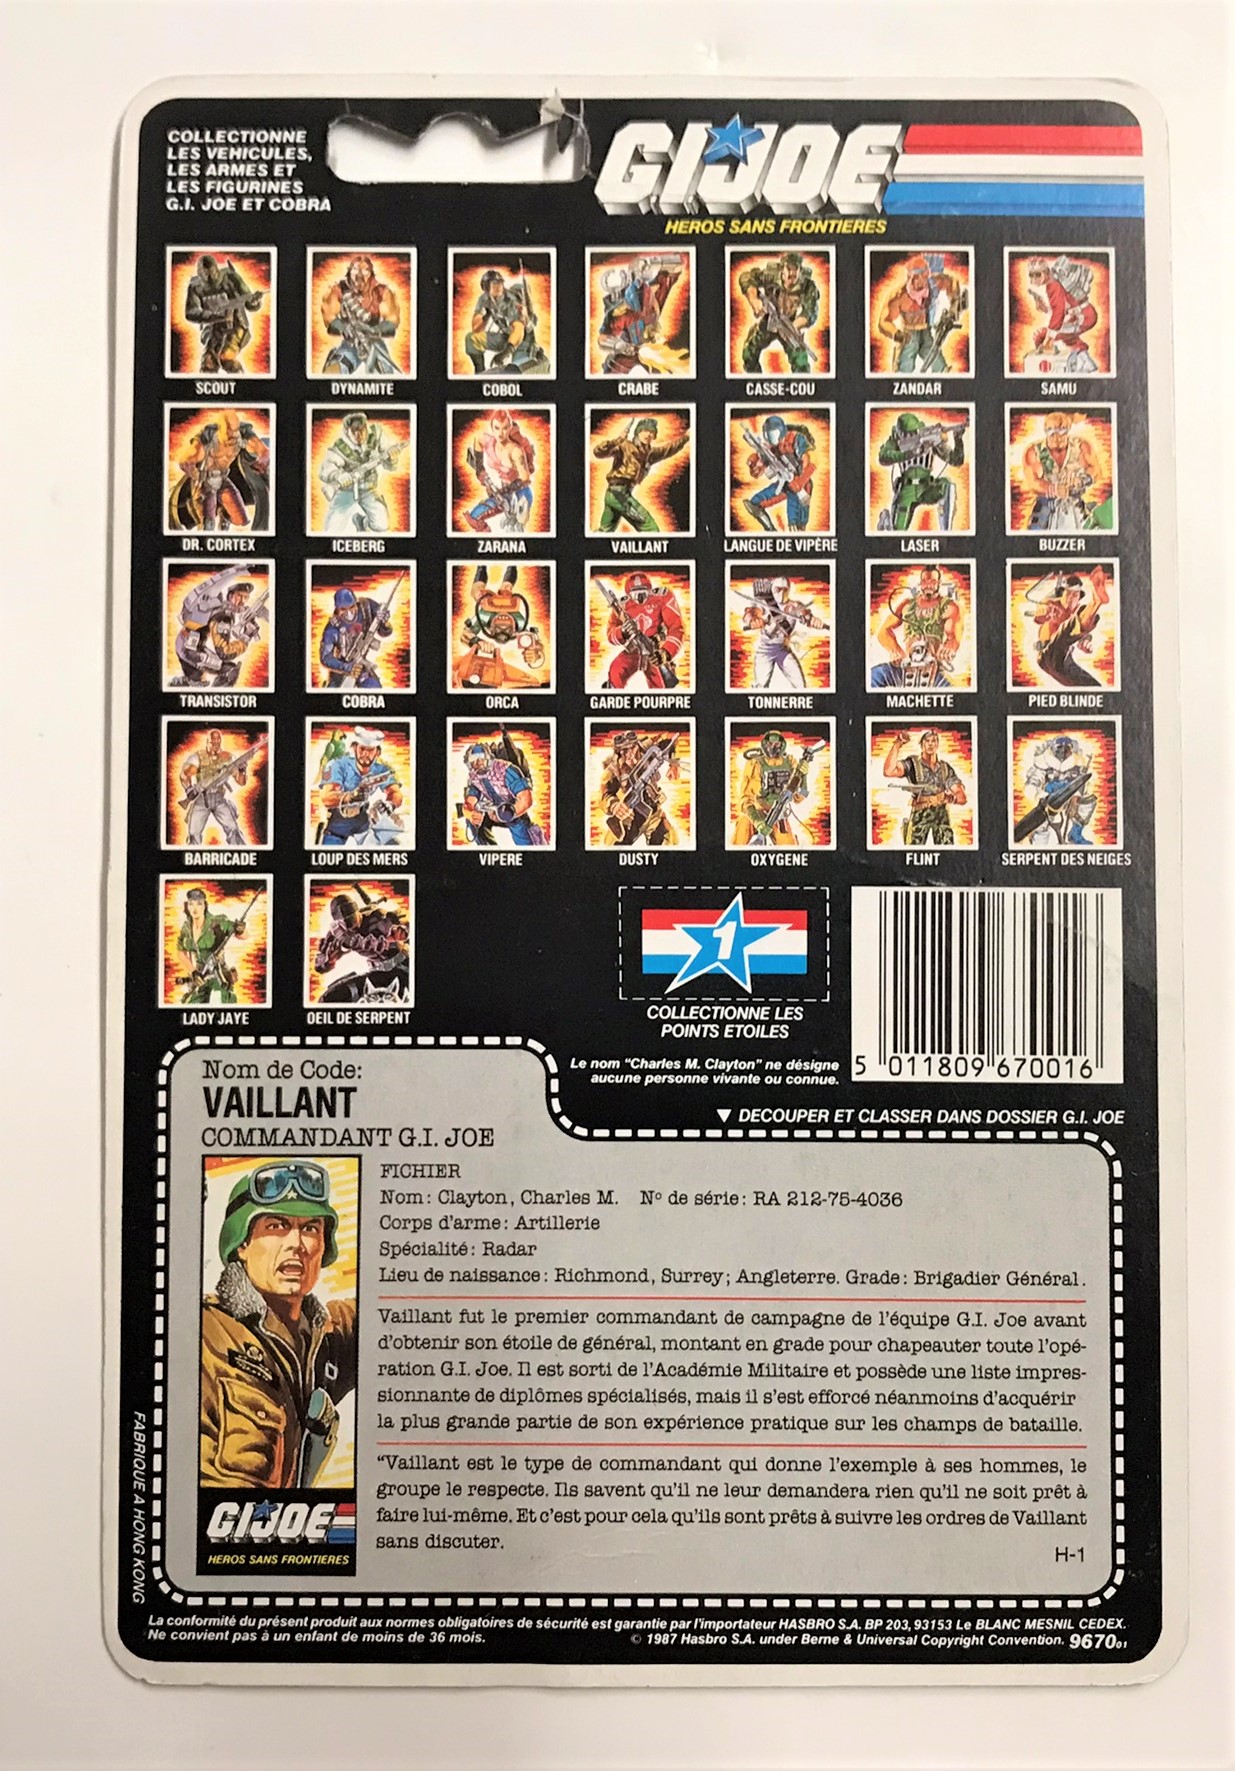 COLLECTIONNE
LES VEHICULES,
LES ARMES ET
LES FIGURINES
G.I. JOE ET COBRA
GI JOE
HEROS SANS FRONTIERES
SCOUT
DYNAMITE
COBOL
CRABE
CASSE-COU
ZANDAR
SAMU
DR. CORTEX
ICEBERG
ZARANA
VAILLANT
LANGUE DE VIPÈRE
LASER
BUZZER
TRANSISTOR
COBRA
ORCA
GARDE POURPRE
TONNERRE
MACHETTE
PIED BLINDE
BARRICADE
LOUP DES MERS
VIPERE
DUSTY
OXYGENE
FLINT
SERPENT DES NEIGES
LADY JAYE
OEIL DE SERPENT
1
COLLECTIONNE LES
POINTS ETOILES
Le nom "Charles M. Clayton" ne désigne
aucune personne vivante ou connue.
5 011809 670016
▼ DECOUPER ET CLASSER DANS DOSSIER G.I. JOE
Nom de Code:
VAILLANT
COMMANDANT G.I. JOE
FICHIER
Nom: Clayton, Charles M. Nº de série: RA 212-75-4036
Corps d'arme: Artillerie
Spécialité: Radar
Lieu de naissance: Richmond, Surrey; Angleterre. Grade: Brigadier Général.
Vaillant fut le premier commandant de campagne de l'équipe G.I. Joe avant
d'obtenir son étoile de général, montant en grade pour chapeauter toute l'opé-
ration G.I. Joe. Il est sorti de l'Académie Militaire et possède une liste impres-
sionnante de diplômes spécialisés, mais il s'est efforcé néanmoins d'acquérir
la plus grande partie de son expérience pratique sur les champs de bataille.
"Vaillant est le type de commandant qui donne l'exemple à ses hommes, le
groupe le respecte. Ils savent qu'il ne leur demandera rien qu'il ne soit prêt à
faire lui-même. Et c'est pour cela qu'ils sont prêts à suivre les ordres de Vaillant
sans discuter.
H-1
GI JOE
HEROS SANS FRONTIERES
FABRIQUE A HONG KONG
La conformité du présent produit aux normes obligatoires de sécurité est garantie par l'importateur HASBRO S.A. BP 203, 93153 Le BLANC MESNIL CEDEX.
Ne convient pas à un enfant de moins de 36 mois.
© 1987 Hasbro S.A. under Berne & Universal Copyright Convention. 967001